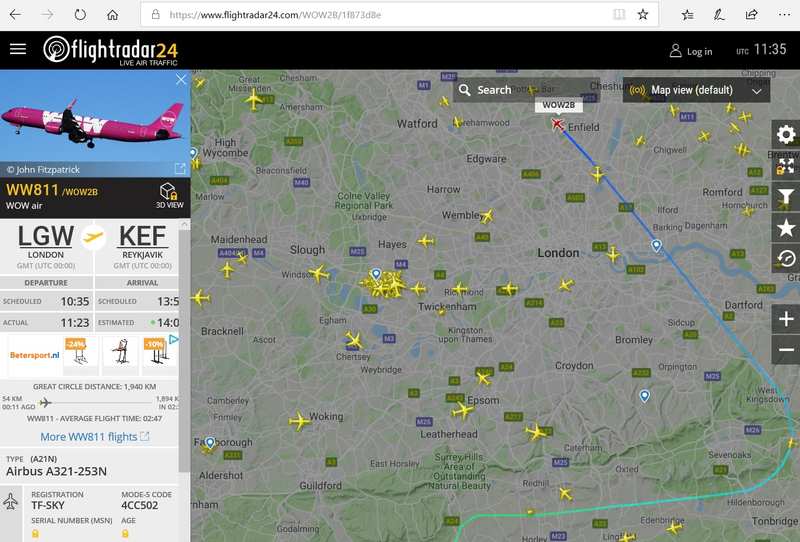 https://www.flightradar24.com/WOW2B/1f873d8e
flightradar24
LIVE AIR TRAFFIC
Log in
UTC 11:35
WOW
© John Fitzpatrick
WW811 /WOW2B
WOW air
3D VIEW
LGW
KEF
LONDON
REYKJAVIK
GMT (UTC 00:00)
GMT (UTC 00:00)
DEPARTURE
ARRIVAL
SCHEDULED 10:35
SCHEDULED 13:5
ACTUAL 11:23
ESTIMATED 14:0
Betersport.nl
-24%
-10%
GREAT CIRCLE DISTANCE: 1,940 KM
54 KM
1,894 K
00:11 AGO
IN 02:
WW811 - AVERAGE FLIGHT TIME: 02:47
More WW811 flights
TYPE (A21N)
Airbus A321-253N
REGISTRATION
MODE-S CODE
TF-SKY
4CC502
SERIAL NUMBER (MSN)
AGE
Search
Map view (default)
WOW2B
Chesham
Amersham
Watford
Borehamwood
Enfield
High
Wycombe
Beaconsfield
Edgware
Chigwell
Colne Valley
Regional Park
Uxbridge
Harrow
Romford
Hornchurch
Wembley
Ilford
Barking
Dagenham
Maidenhead
Slough
Hayes
London
Windsor
Richmond
Dartford
Twickenham
Bracknell
Egham
Kingston
upon Thames
Sidcup
Ascot
Chertsey
Bromley
Weybridge
Croydon
Orpington
West
Kingsdown
Camberley
Frimley
Woking
Epsom
Farnborough
Leatherhead
Sevenoaks
Aldershot
East Horsley
Surrey Hills
Area of
Outstanding
Natural Beauty
Caterham
Oxted
Westerham
Guildford
Redhill
Hildenborough
Godalming
Edenbridge
Tonbridge